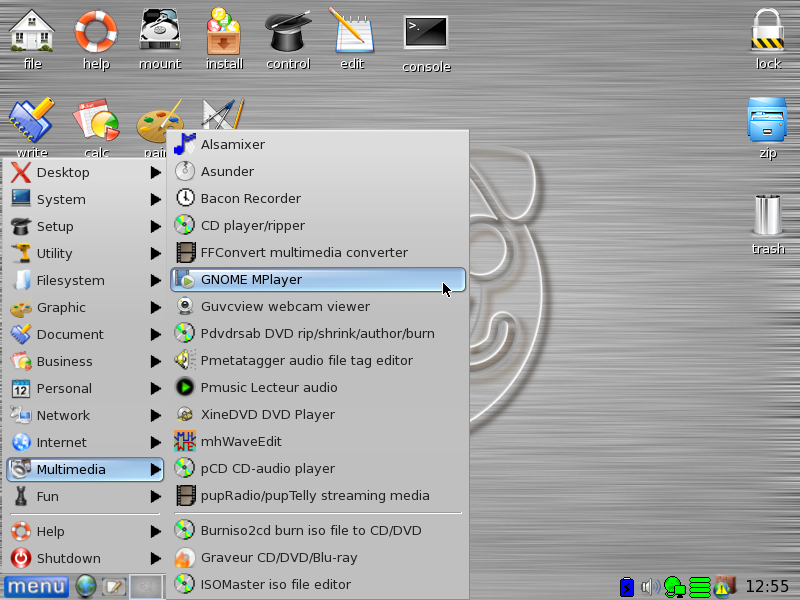 file help mount install control edit console lock
write calc pain zip
trash
Desktop
System
Setup
Utility
Filesystem
Graphic
Document
Business
Personal
Network
Internet
Multimedia
Fun
Help
Shutdown
Alsamixer
Asunder
Bacon Recorder
CD player/ripper
FFConvert multimedia converter
GNOME MPlayer
Guvcview webcam viewer
Pdvdrsab DVD rip/shrink/author/burn
Pmetatagger audio file tag editor
Pmusic Lecteur audio
XineDVD DVD Player
mhWaveEdit
pCD CD-audio player
pupRadio/pupTelly streaming media
Burniso2cd burn iso file to CD/DVD
Graveur CD/DVD/Blu-ray
ISOMaster iso file editor
menu 12:55